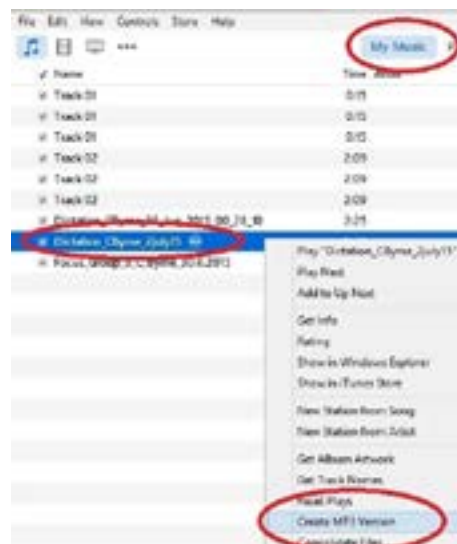 File Edit View Controls Store Help
My Music
Name Time
Track 01 0:15
Track 01 0:15
Track 01 0:15
Track 02 2:09
Track 02 2:09
Track 02 2:09
3:21
Dictation_CByrne_2july15
Play "Dictation_CByrne_2july15"
Play Next
Add to Up Next
Get Info
Rating
Show in Windows Explorer
Show in iTunes Store
New Station from Song
New Station from Artist
Get Album Artwork
Get Track Names
Reset Plays
Create MP3 Version
Consolidate Files